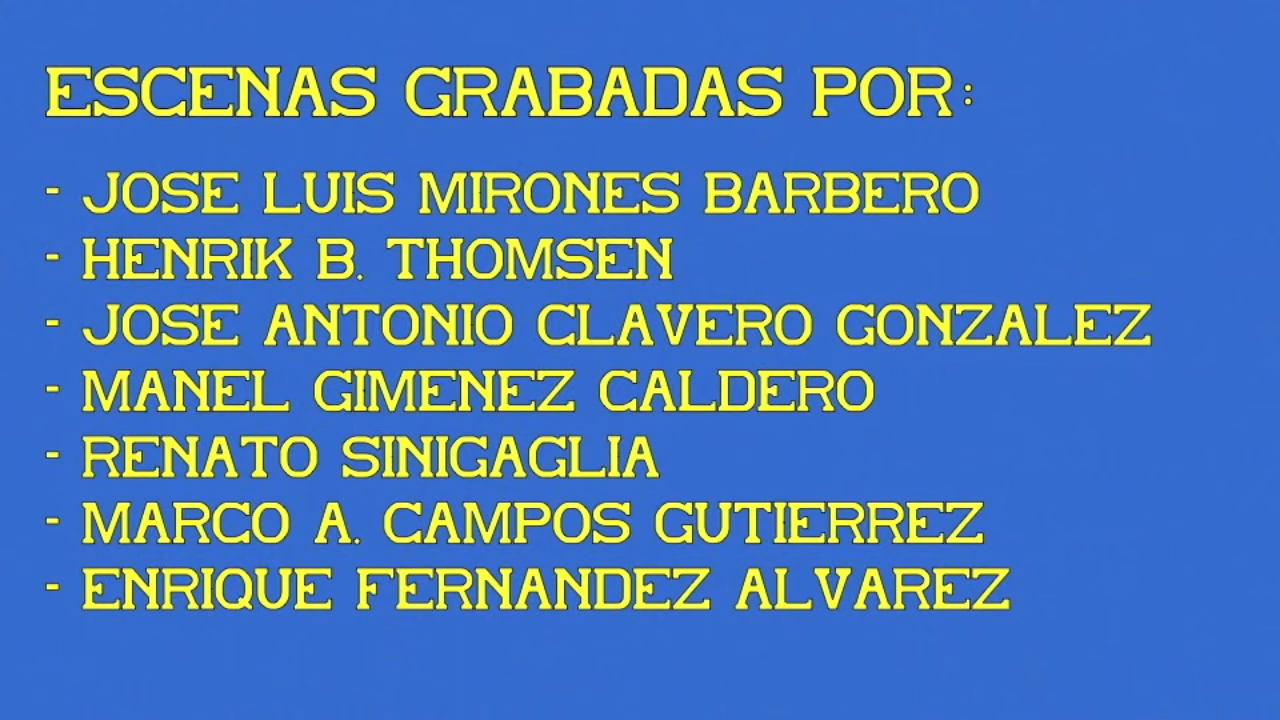 ESCENAS GRABADAS POR:
- JOSE LUIS MIRONES BARBERO
- HENRIK B. THOMSEN
- JOSE ANTONIO CLAVERO GONZALEZ
- MANEL GIMENEZ CALDERO
- RENATO SINIGAGLIA
- MARCO A. CAMPOS GUTIERREZ
- ENRIQUE FERNANDEZ ALVAREZ